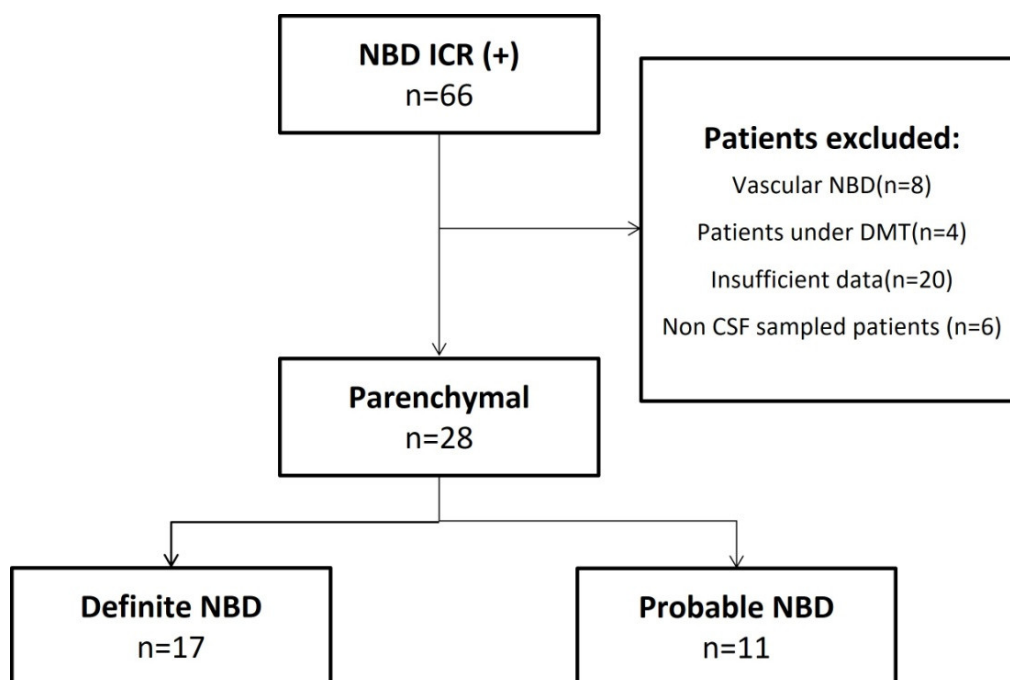 NBD ICR (+)
n=66
Patients excluded:
Vascular NBD(n=8)
Patients under DMT(n=4)
Insufficient data(n=20)
Non CSF sampled patients (n=6)
Parenchymal
n=28
Definite NBD
n=17
Probable NBD
n=11